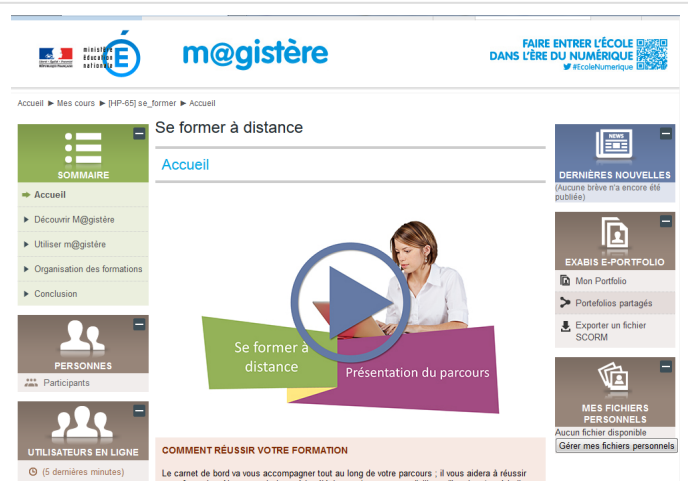 ministère
éducation
nationale
É
m@gistère
FAIRE ENTRER L'ÉCOLE
DANS L'ÈRE DU NUMÉRIQUE
#EcoleNumerique
Accueil ► Mes cours ► [HP-65] se_former ► Accueil
SOMMAIRE
Accueil
Découvrir M@gistère
Utiliser m@gistère
Organisation des formations
Conclusion
PERSONNES
Participants
UTILISATEURS EN LIGNE
(5 dernières minutes)
Se former à distance
Accueil
Se former à
distance
Présentation du parcours
COMMENT RÉUSSIR VOTRE FORMATION
Le carnet de bord va vous accompagner tout au long de votre parcours ; il vous aidera à réussir
NEWS
DERNIÈRES NOUVELLES
(Aucune brève n'a encore été
publiée)
EXABIS E-PORTFOLIO
Mon Portfolio
Portefolios partagés
Exporter un fichier
SCORM
MES FICHIERS
PERSONNELS
Aucun fichier disponible
Gérer mes fichiers personnels